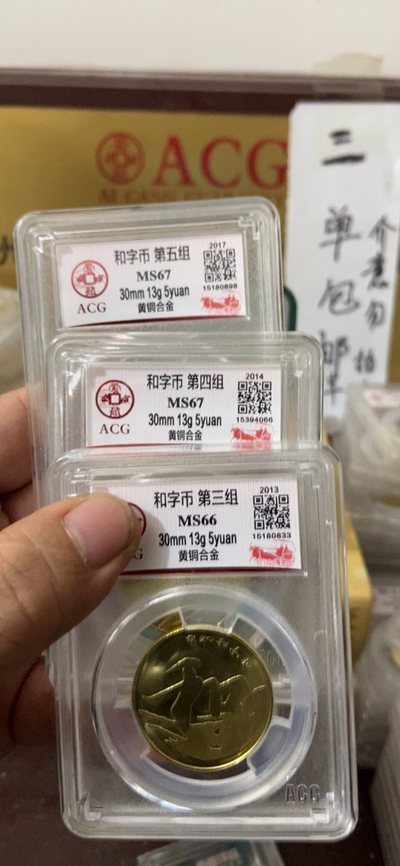 ACG
三
单
包
邮
介意勿拍
和字币 第五组
MS67
30mm 13g 5yuan
黄铜合金
2017
15180898
ACG
和字币 第四组
MS67
30mm 13g 5yuan
黄铜合金
2014
15394066
ACG
和字币 第三组
MS66
30mm 13g 5yuan
黄铜合金
2013
15180833
ACG